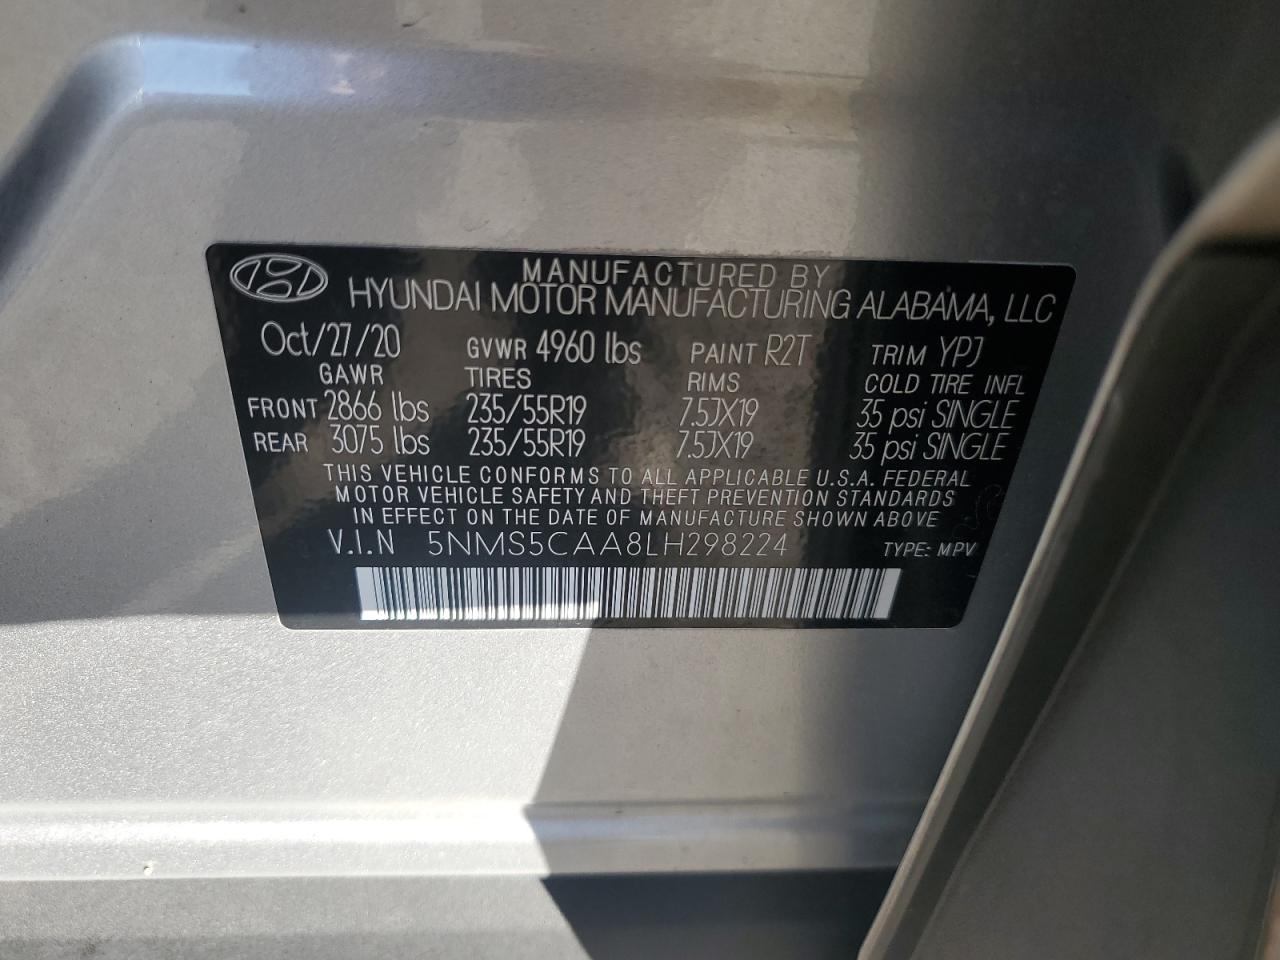 MANUFACTURED BY
HYUNDAI MOTOR MANUFACTURING ALABAMA, LLC
Oct/27/20 GVWR 4960 lbs PAINT R2T TRIM YPJ
GAWR TIRES RIMS COLD TIRE INFL
FRONT 2866 lbs 235/55R19 7.5JX19 35 psi SINGLE
REAR 3075 lbs 235/55R19 7.5JX19 35 psi SINGLE
THIS VEHICLE CONFORMS TO ALL APPLICABLE U.S.A. FEDERAL
MOTOR VEHICLE SAFETY AND THEFT PREVENTION STANDARDS
IN EFFECT ON THE DATE OF MANUFACTURE SHOWN ABOVE
V.I.N 5NMS5CAA8LH298224 TYPE: MPV